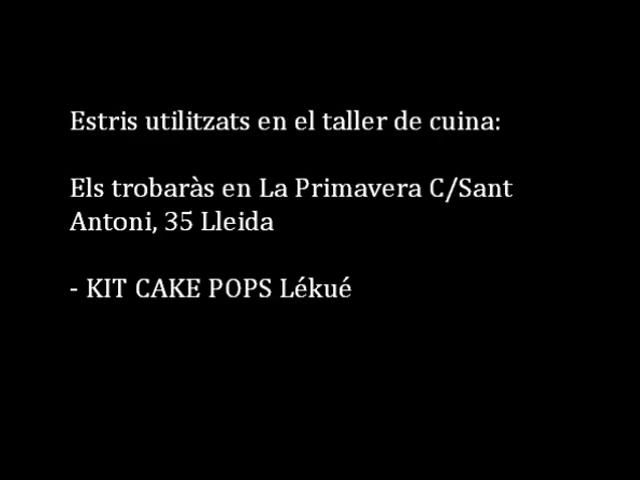 Estris utilitzats en el taller de cuina:
Els trobaràs en La Primavera C/Sant
Antoni, 35 Lleida
- KIT CAKE POPS Lékué